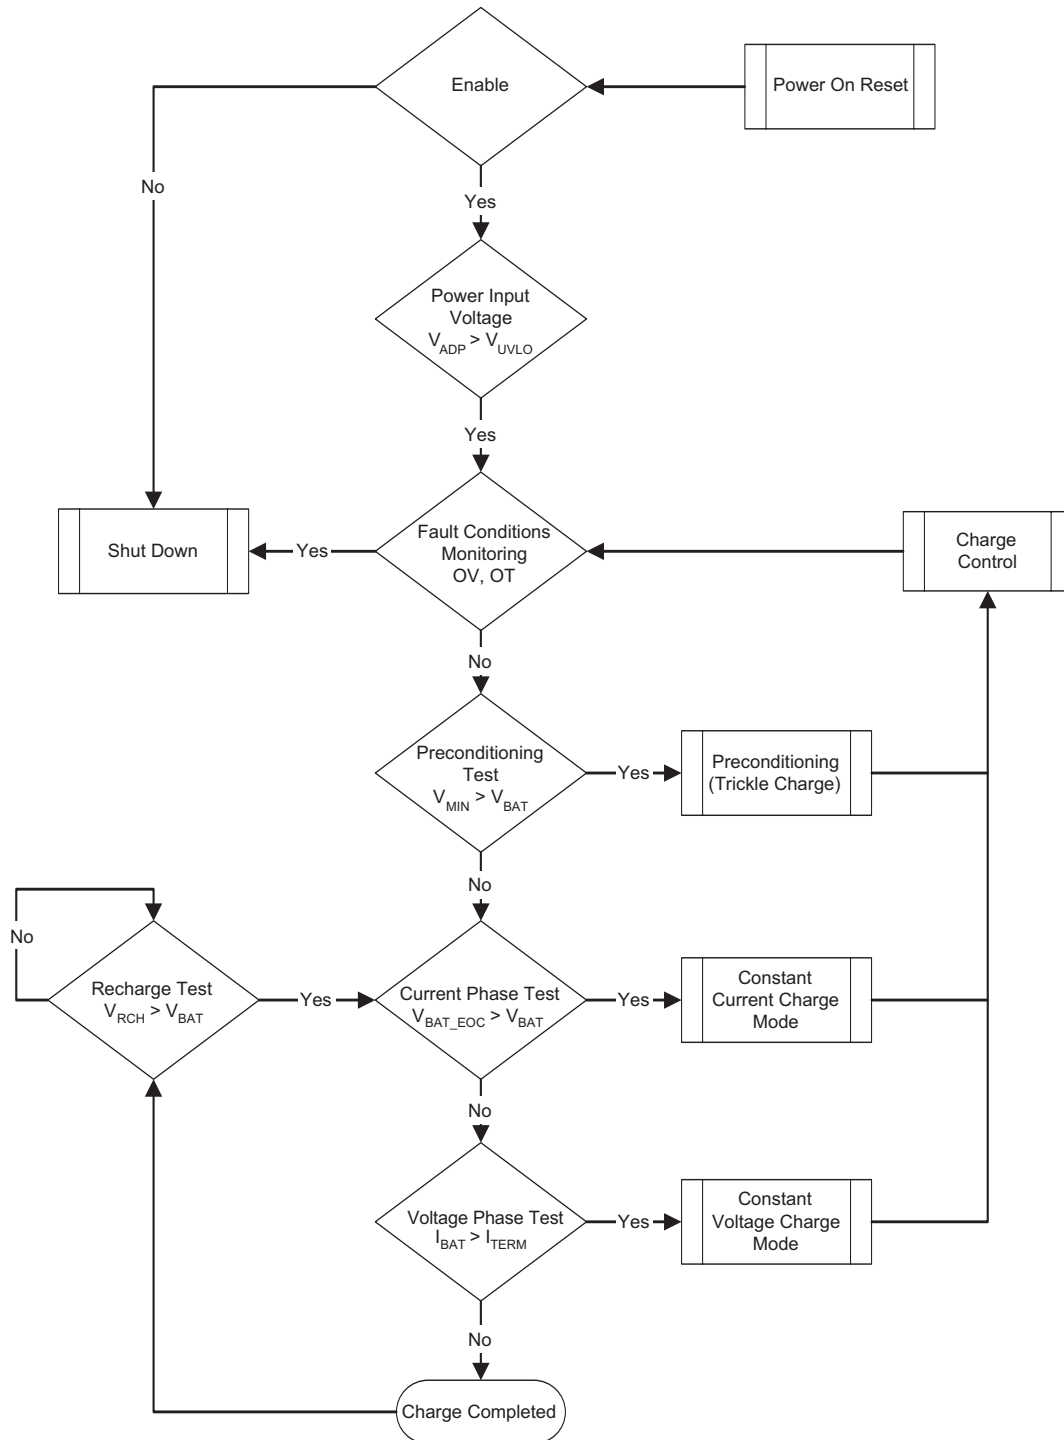 Enable
Power On Reset
No
Yes
Power Input
Voltage
V_ADP > V_UVLO
Yes
Shut Down
Yes
Fault Conditions
Monitoring
OV, OT
Charge
Control
No
Preconditioning
Test
V_MIN > V_BAT
Yes
Preconditioning
(Trickle Charge)
No
No
Recharge Test
V_RCH > V_BAT
Yes
Current Phase Test
V_BAT_EOC > V_BAT
Yes
Constant
Current Charge
Mode
No
Voltage Phase Test
I_BAT > I_TERM
Yes
Constant
Voltage Charge
Mode
No
Charge Completed